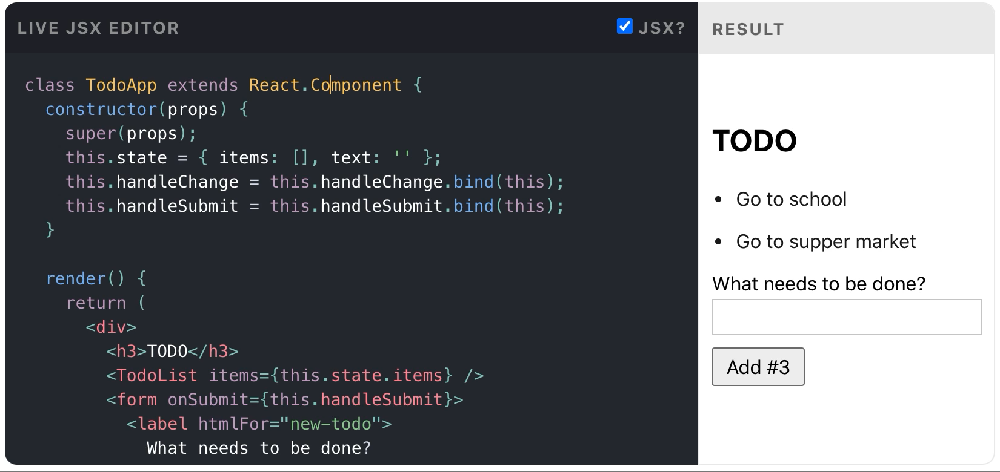 LIVE JSX EDITOR
JSX?
class TodoApp extends React.Component {
  constructor(props) {
    super(props);
    this.state = { items: [], text: '' };
    this.handleChange = this.handleChange.bind(this);
    this.handleSubmit = this.handleSubmit.bind(this);
  }

  render() {
    return (
      <div>
        <h3>TODO</h3>
        <TodoList items={this.state.items} />
        <form onSubmit={this.handleSubmit}>
          <label htmlFor="new-todo">
            What needs to be done?
RESULT
TODO
• Go to school
• Go to supper market
What needs to be done?
Add #3